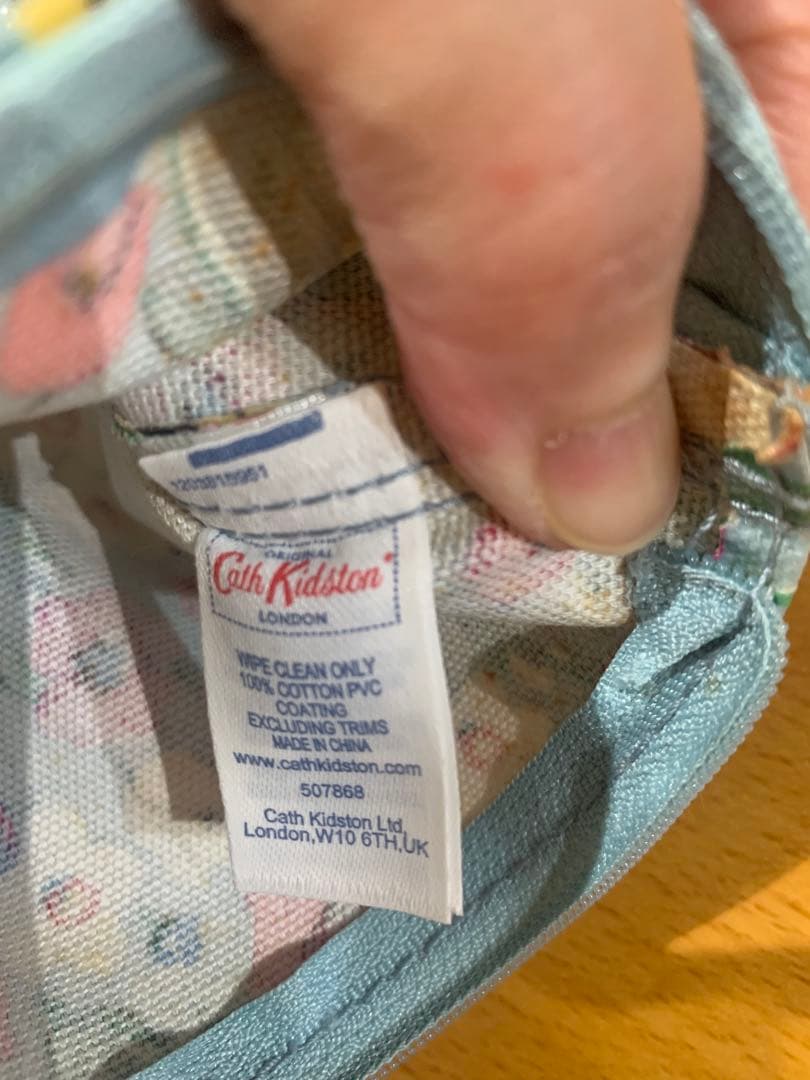 ORIGINAL
Cath Kidston®
LONDON
WIPE CLEAN ONLY
100% COTTON PVC
COATING
EXCLUDING TRIMS
MADE IN CHINA
www.cathkidston.com
507868
Cath Kidston Ltd,
London,W10 6TH,UK